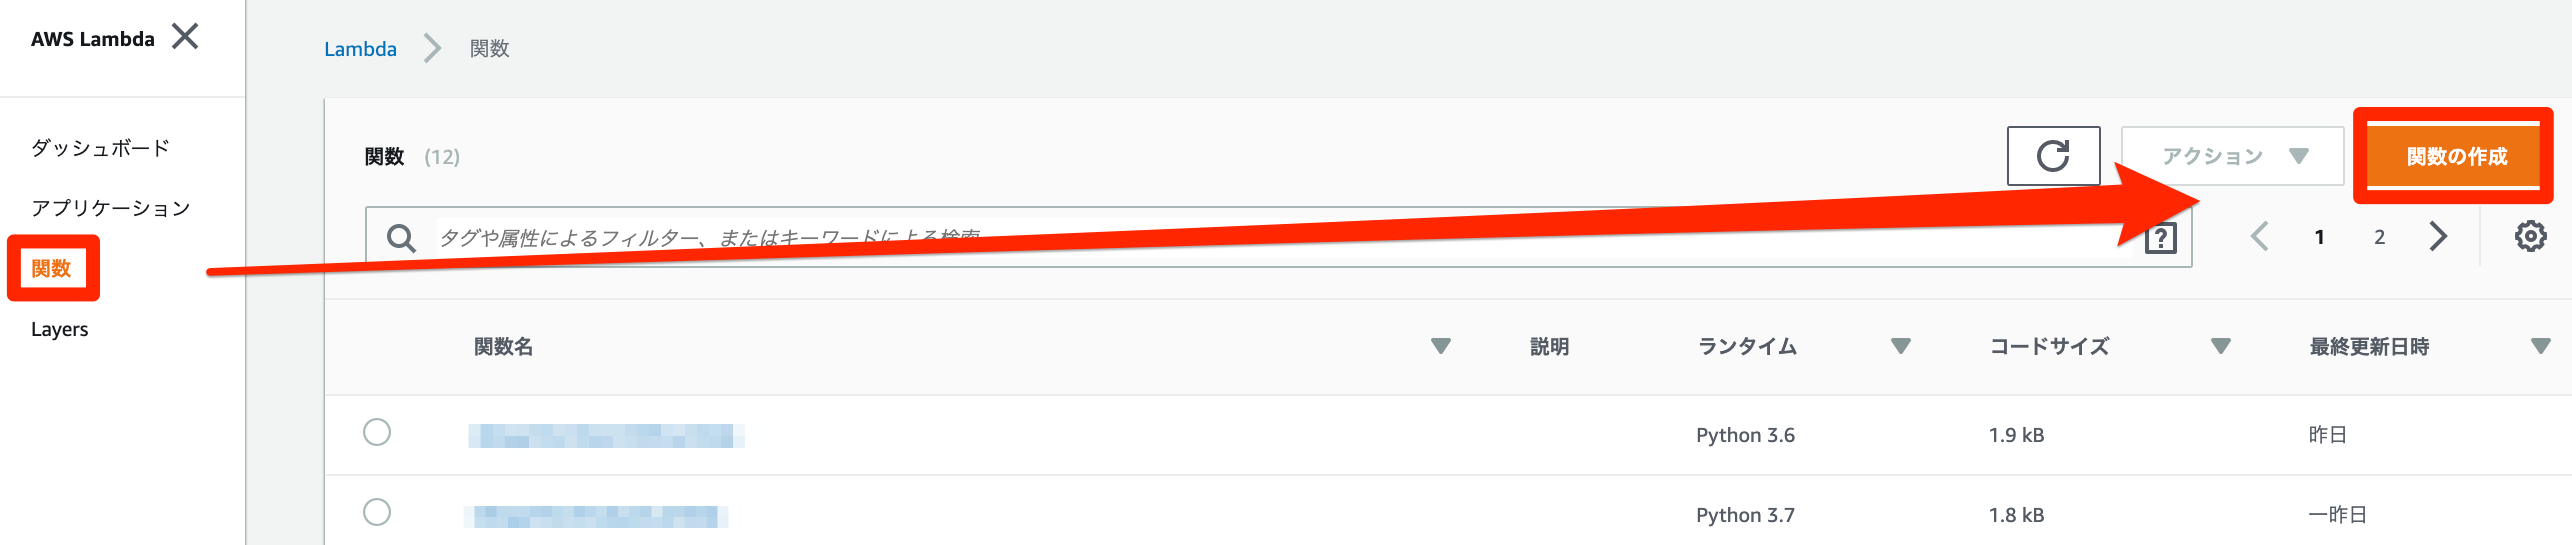 AWS Lambda
ダッシュボード
アプリケーション
関数
Layers
Lambda 関数
関数 (12)
アクション
関数の作成
タグや属性によるフィルター、またはキーワードによる検索
?
1 2
関数名 説明 ランタイム コードサイズ 最終更新日時
Python 3.6 1.9 kB 昨日
Python 3.7 1.8 kB 一昨日